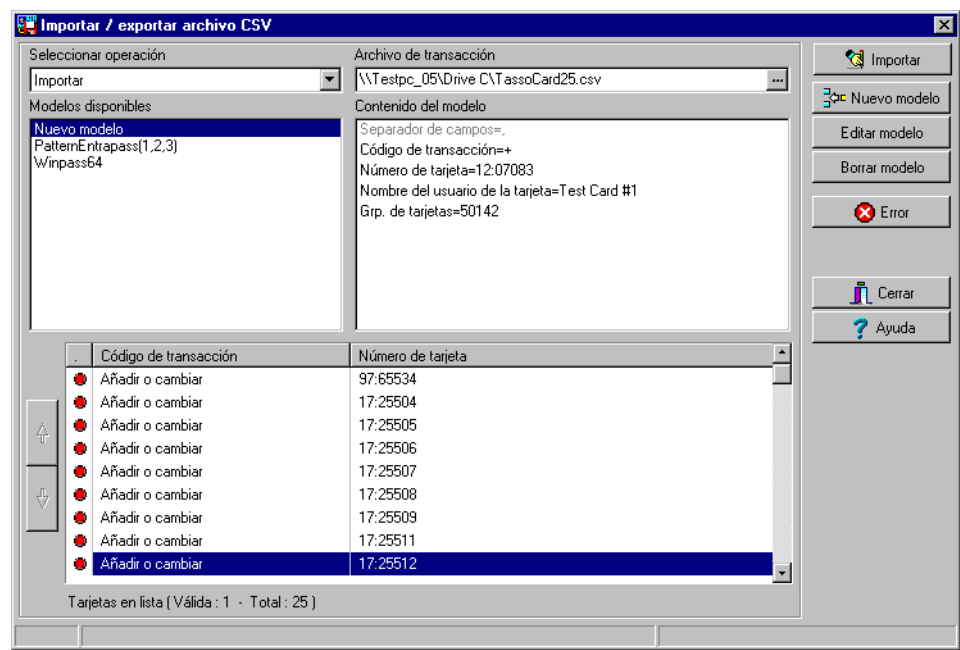 Importar / exportar archivo CSV
Seleccionar operación
Archivo de transacción
Importar
\\Testpc_05\Drive C\TassoCard25.csv
...
Modelos disponibles
Contenido del modelo
Nuevo modelo
PatternEntrapass(1,2,3)
Winpass64
Separador de campos=,
Código de transacción=+
Número de tarjeta=12:07083
Nombre del usuario de la tarjeta=Test Card #1
Grp. de tarjetas=50142
Importar
Nuevo modelo
Editar modelo
Borrar modelo
Error
Cerrar
Ayuda
. Código de transacción Número de tarjeta
Añadir o cambiar 97:65534
Añadir o cambiar 17:25504
Añadir o cambiar 17:25505
Añadir o cambiar 17:25506
Añadir o cambiar 17:25507
Añadir o cambiar 17:25508
Añadir o cambiar 17:25509
Añadir o cambiar 17:25511
Añadir o cambiar 17:25512
Tarjetas en lista ( Válida : 1 - Total : 25 )